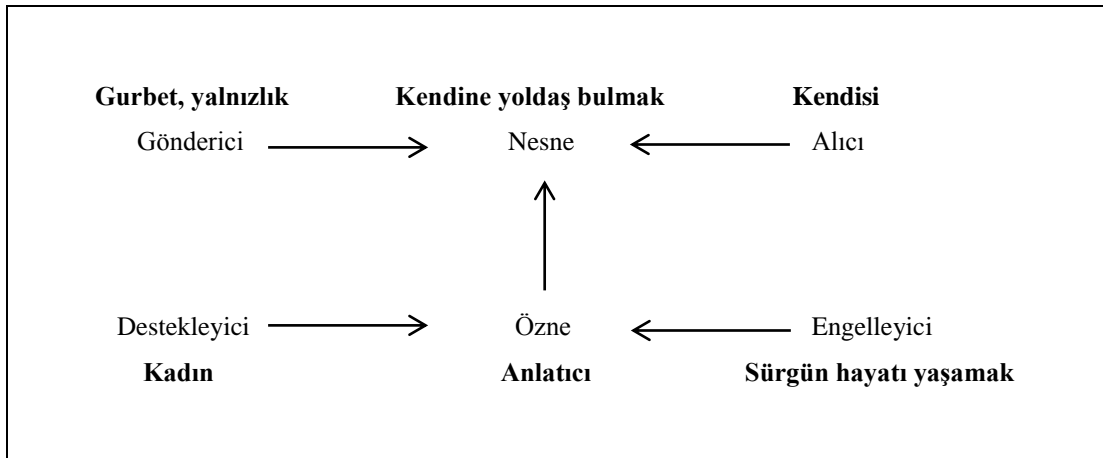 Gurbet, yalnızlık Kendine yoldaş bulmak Kendisi
Gönderici Nesne Alıcı
Destekleyici Özne Engelleyici
Kadın Anlatıcı Sürgün hayatı yaşamak